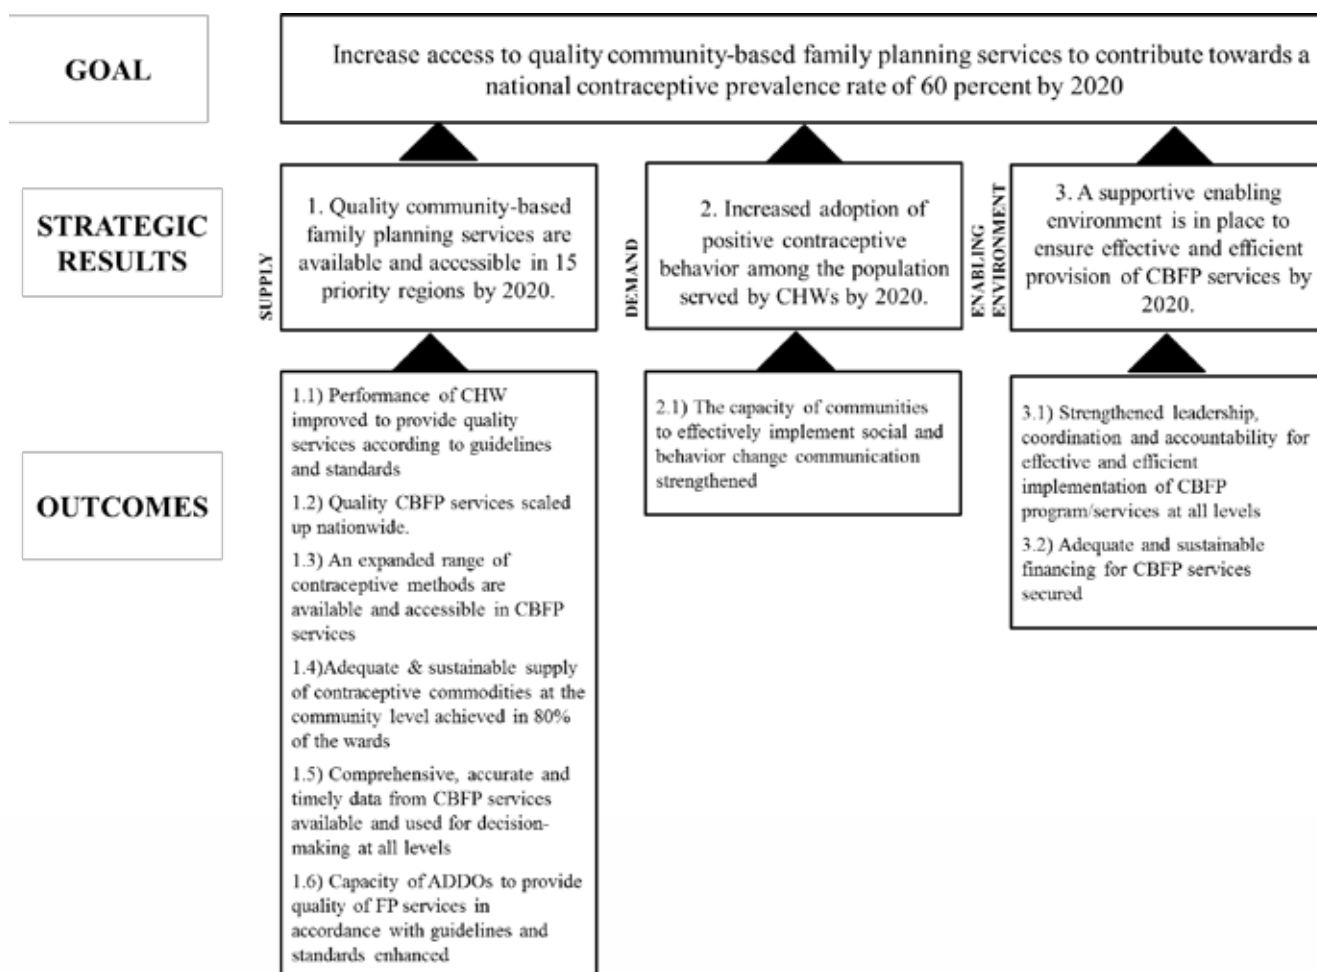 GOAL
Increase access to quality community-based family planning services to contribute towards a
national contraceptive prevalence rate of 60 percent by 2020
STRATEGIC
RESULTS
SUPPLY
1. Quality community-based
family planning services are
available and accessible in 15
priority regions by 2020.
DEMAND
2. Increased adoption of
positive contraceptive
behavior among the population
served by CHWs by 2020.
ENABLING
ENVIRONMENT
3. A supportive enabling
environment is in place to
ensure effective and efficient
provision of CBFP services by
2020.
OUTCOMES
1.1) Performance of CHW
improved to provide quality
services according to guidelines
and standards
1.2) Quality CBFP services scaled
up nationwide.
1.3) An expanded range of
contraceptive methods are
available and accessible in CBFP
services
1.4)Adequate & sustainable supply
of contraceptive commodities at the
community level achieved in 80%
of the wards
1.5) Comprehensive, accurate and
timely data from CBFP services
available and used for decision-
making at all levels
1.6) Capacity of ADDOs to provide
quality of FP services in
accordance with guidelines and
standards enhanced
2.1) The capacity of communities
to effectively implement social and
behavior change communication
strengthened
3.1) Strengthened leadership,
coordination and accountability for
effective and efficient
implementation of CBFP
program/services at all levels
3.2) Adequate and sustainable
financing for CBFP services
secured